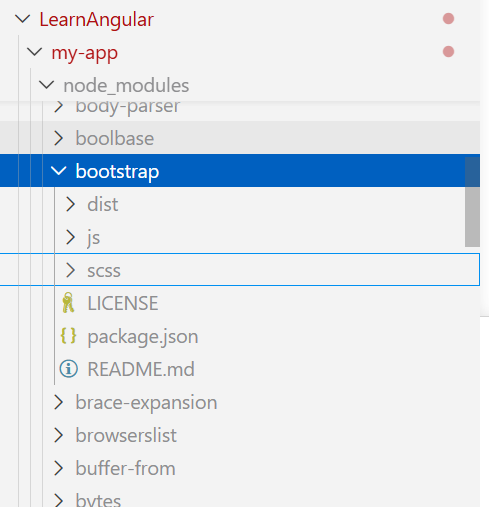 LearnAngular
my-app
node_modules
body-parser
boolbase
bootstrap
dist
js
scss
LICENSE
{} package.json
README.md
brace-expansion
browserslist
buffer-from
bytes